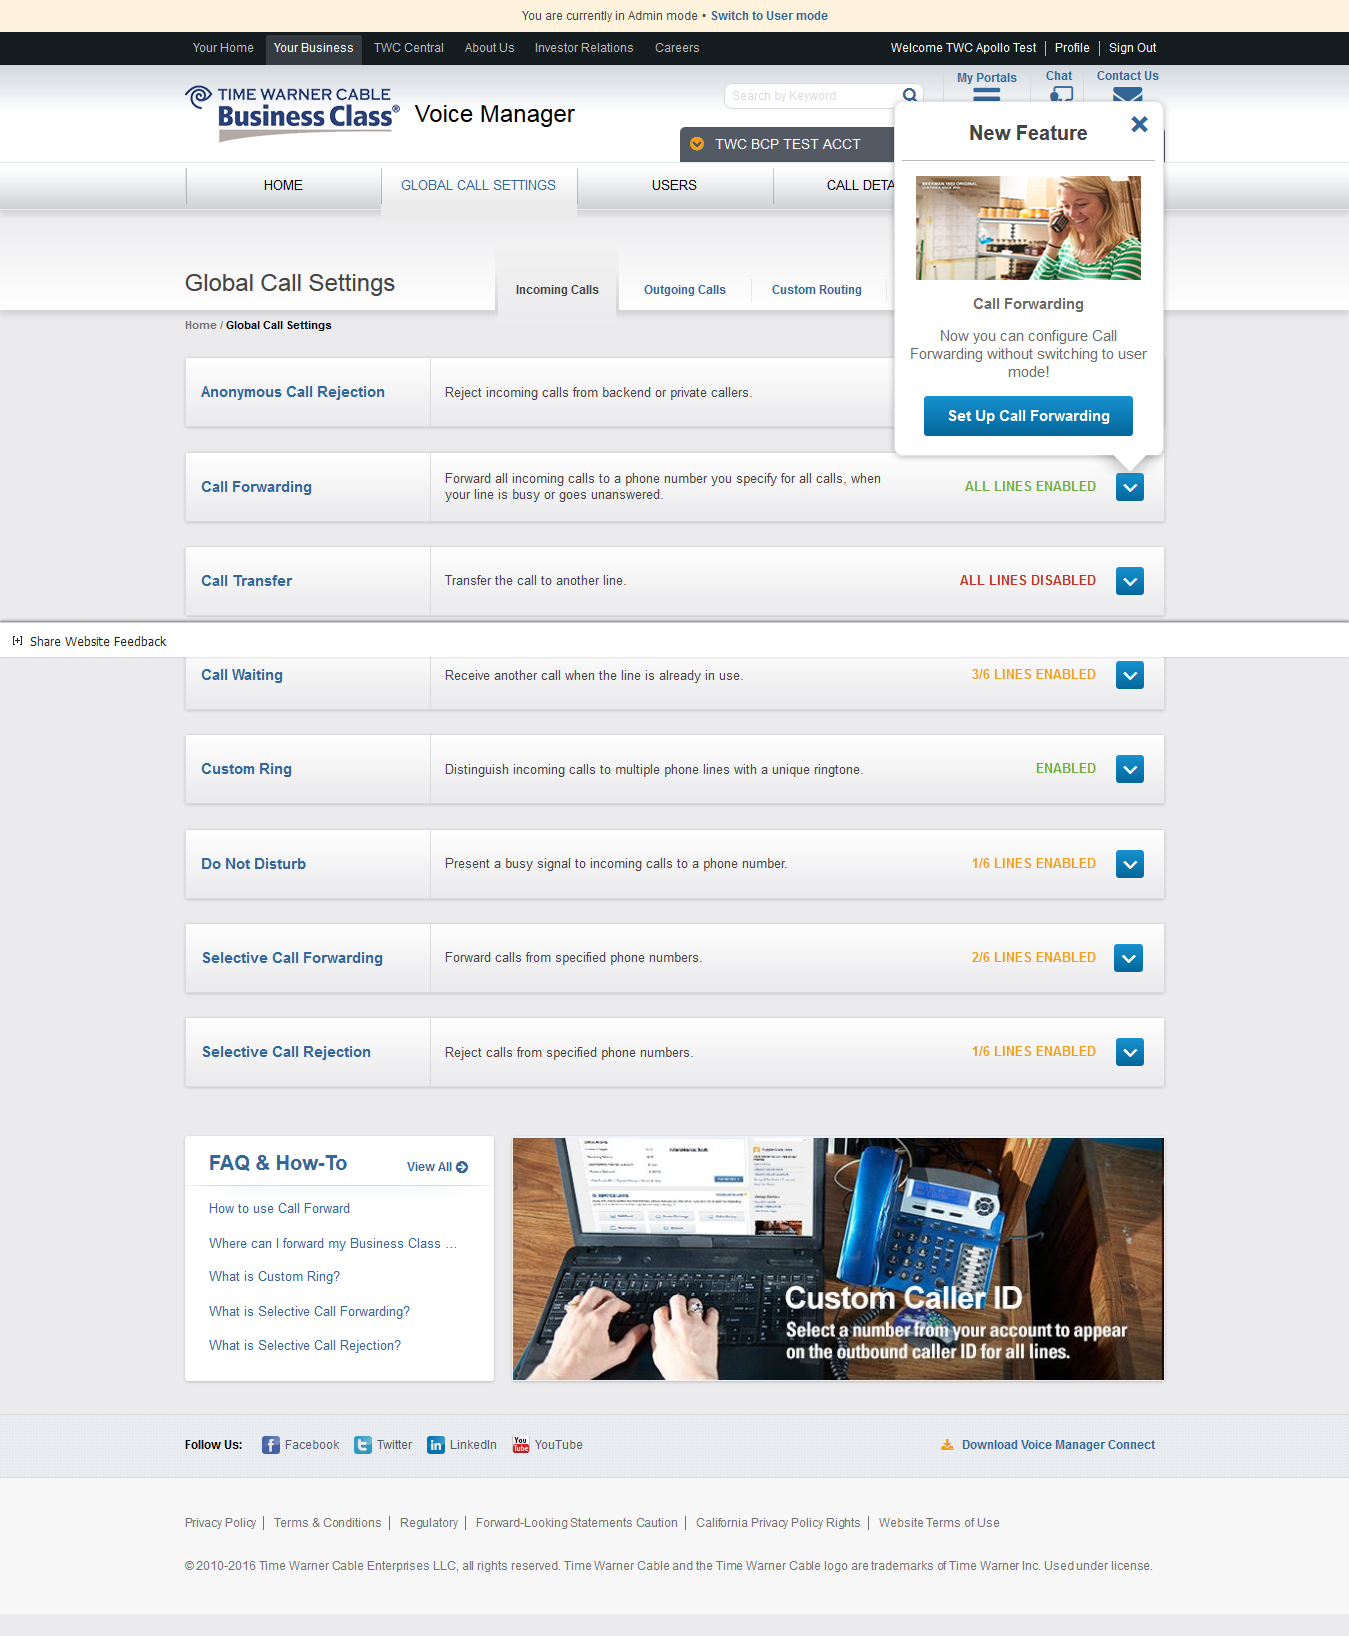 You are currently in Admin mode • Switch to User mode
Your Home Your Business TWC Central About Us Investor Relations Careers Welcome TWC Apollo Test Profile Sign Out
My Portals Chat Contact Us
TIME WARNER CABLE
Business Class®
Voice Manager
Search by Keyword
TWC BCP TEST ACCT
HOME GLOBAL CALL SETTINGS USERS CALL DETA
New Feature
Call Forwarding
Now you can configure Call
Forwarding without switching to user
mode!
Set Up Call Forwarding
Global Call Settings
Incoming Calls Outgoing Calls Custom Routing
Home / Global Call Settings
Anonymous Call Rejection Reject incoming calls from backend or private callers.
Call Forwarding
Forward all incoming calls to a phone number you specify for all calls, when
your line is busy or goes unanswered.
ALL LINES ENABLED
Call Transfer Transfer the call to another line. ALL LINES DISABLED
[+] Share Website Feedback
Call Waiting Receive another call when the line is already in use. 3/6 LINES ENABLED
Custom Ring Distinguish incoming calls to multiple phone lines with a unique ringtone. ENABLED
Do Not Disturb Present a busy signal to incoming calls to a phone number. 1/6 LINES ENABLED
Selective Call Forwarding Forward calls from specified phone numbers. 2/6 LINES ENABLED
Selective Call Rejection Reject calls from specified phone numbers. 1/6 LINES ENABLED
FAQ & How-To View All
How to use Call Forward
Where can I forward my Business Class ...
What is Custom Ring?
What is Selective Call Forwarding?
What is Selective Call Rejection?
Custom Caller ID
Select a number from your account to appear
on the outbound caller ID for all lines.
Follow Us: Facebook Twitter LinkedIn YouTube Download Voice Manager Connect
Privacy Policy Terms & Conditions Regulatory Forward-Looking Statements Caution California Privacy Policy Rights Website Terms of Use
© 2010-2016 Time Warner Cable Enterprises LLC, all rights reserved. Time Warner Cable and the Time Warner Cable logo are trademarks of Time Warner Inc. Used under license.